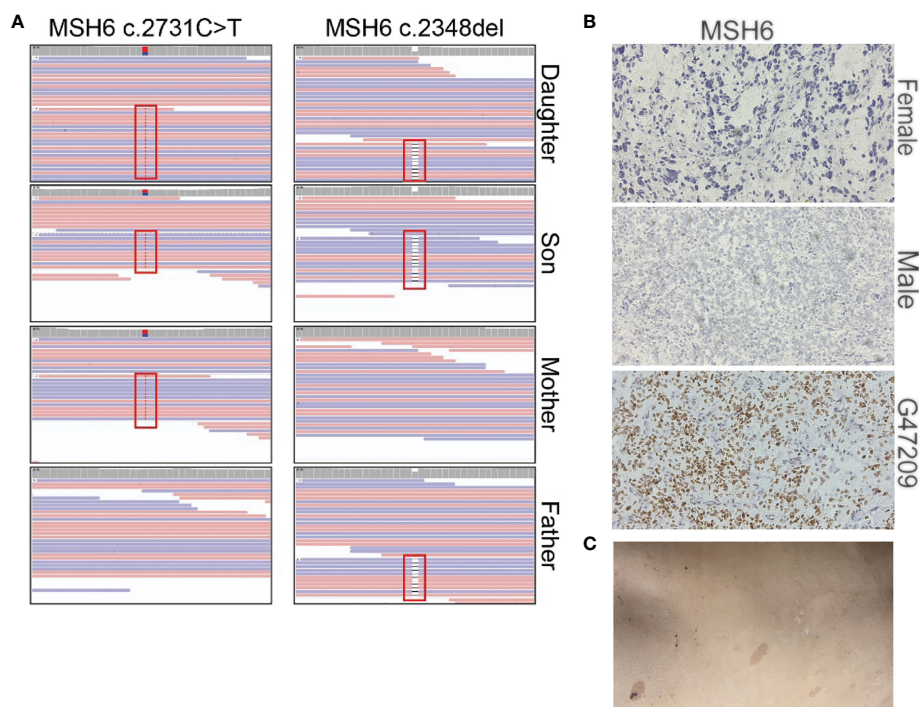 A
MSH6 c.2731C>T
MSH6 c.2348del
Daughter
Son
Mother
Father
B
MSH6
Female
Male
G47209
C